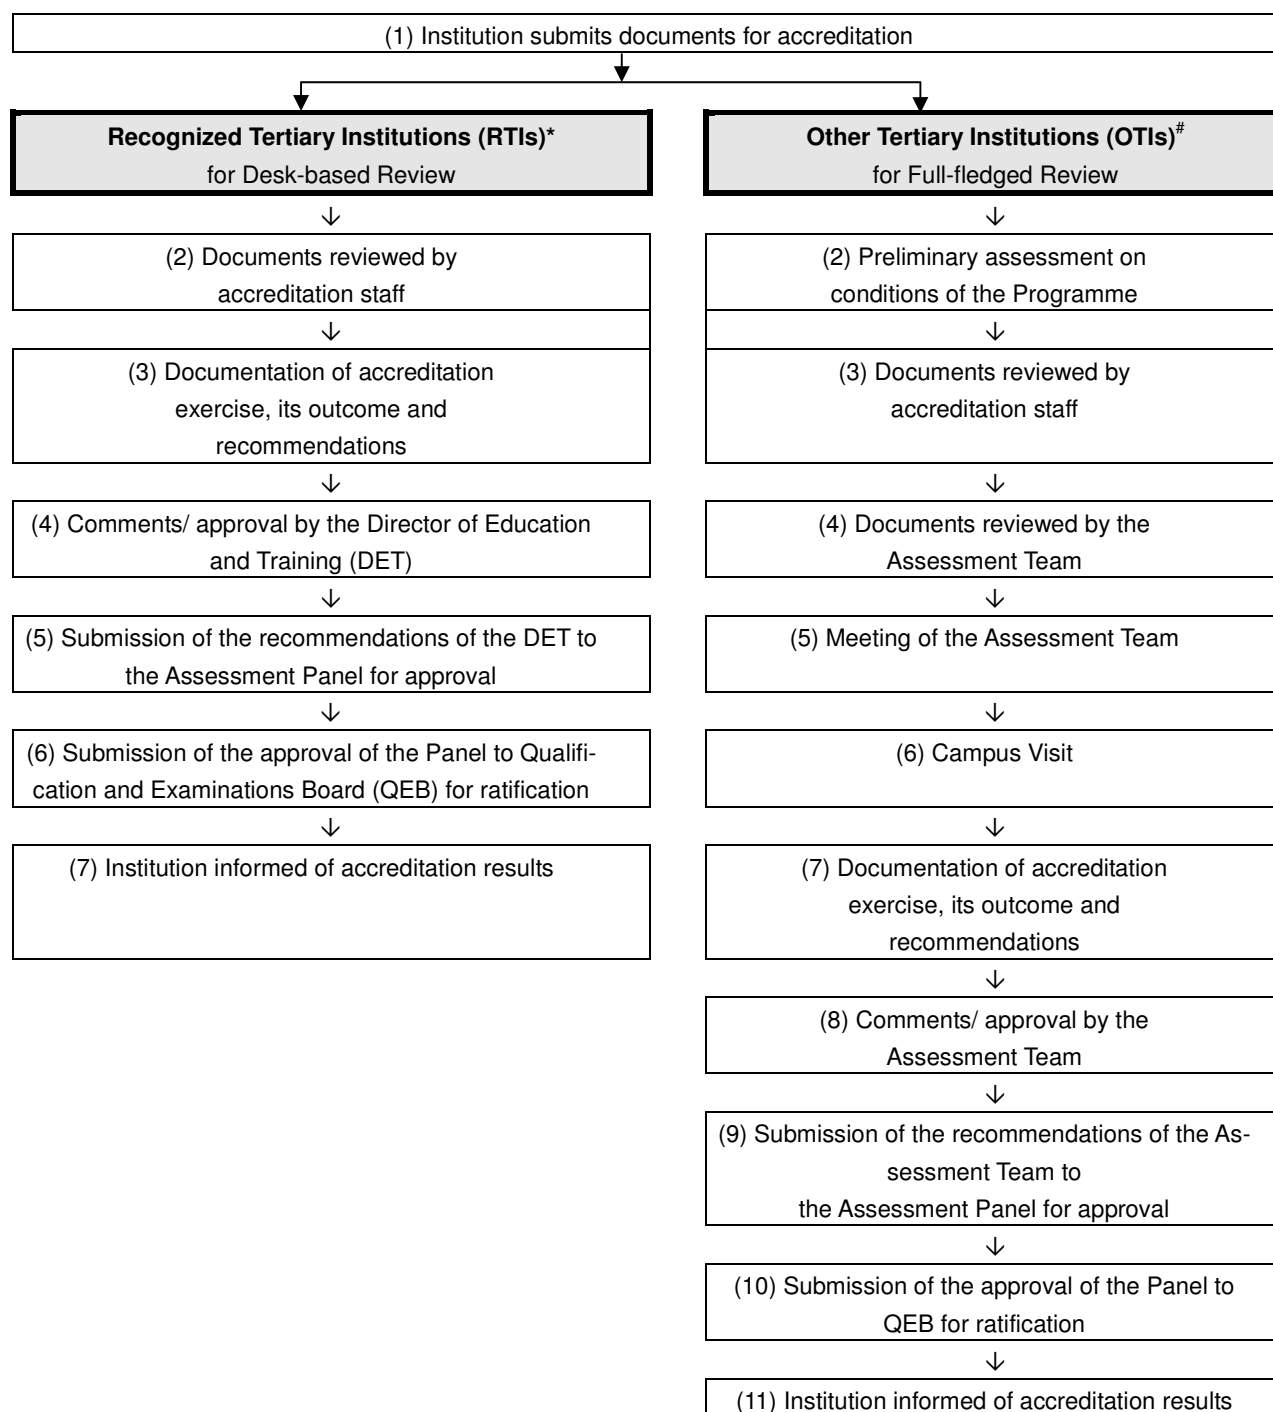 (1) Institution submits documents for accreditation
Recognized Tertiary Institutions (RTIs)*
for Desk-based Review
(2) Documents reviewed by
accreditation staff
(3) Documentation of accreditation
exercise, its outcome and
recommendations
(4) Comments/ approval by the Director of Education
and Training (DET)
(5) Submission of the recommendations of the DET to
the Assessment Panel for approval
(6) Submission of the approval of the Panel to Qualifi-
cation and Examinations Board (QEB) for ratification
(7) Institution informed of accreditation results
Other Tertiary Institutions (OTIs)#
for Full-fledged Review
(2) Preliminary assessment on
conditions of the Programme
(3) Documents reviewed by
accreditation staff
(4) Documents reviewed by the
Assessment Team
(5) Meeting of the Assessment Team
(6) Campus Visit
(7) Documentation of accreditation
exercise, its outcome and
recommendations
(8) Comments/ approval by the
Assessment Team
(9) Submission of the recommendations of the As-
sessment Team to
the Assessment Panel for approval
(10) Submission of the approval of the Panel to
QEB for ratification
(11) Institution informed of accreditation results